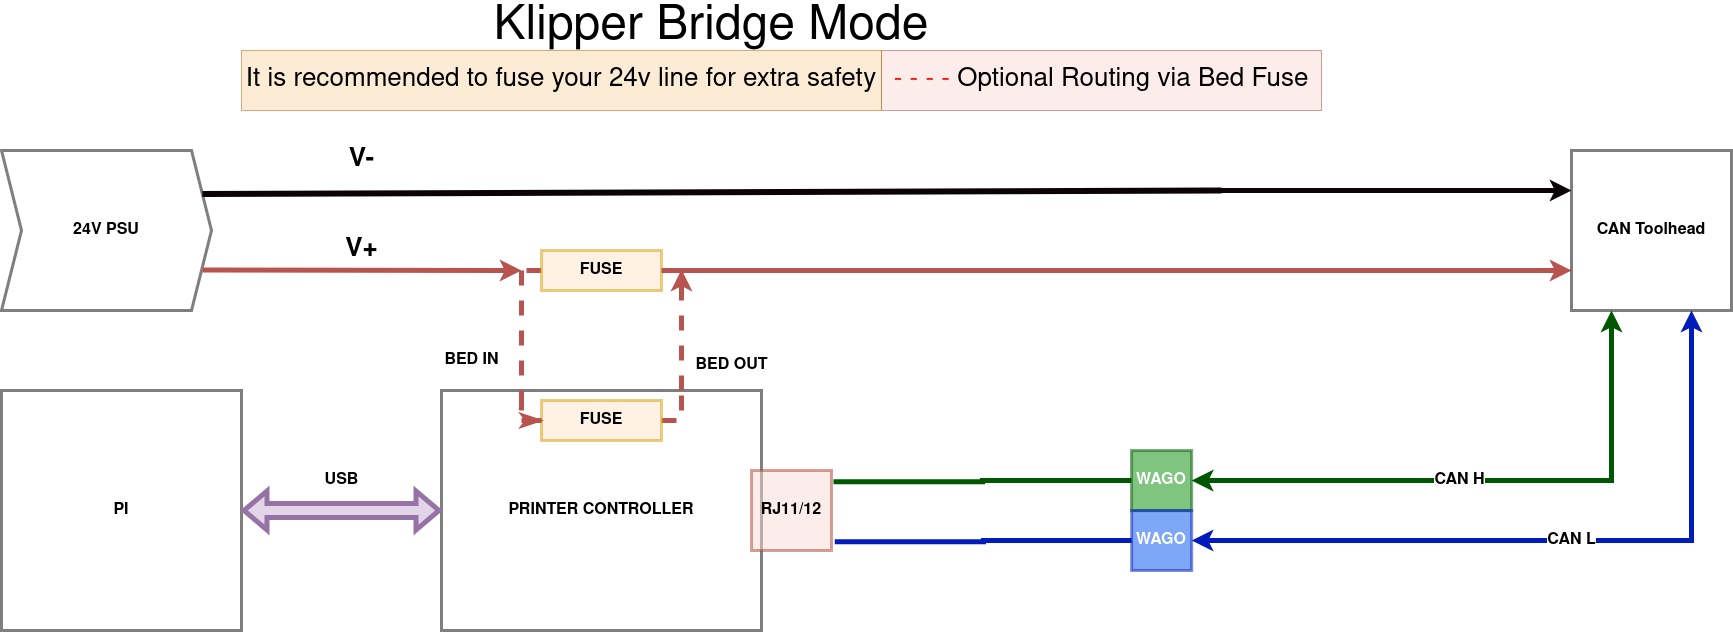 Klipper Bridge Mode
It is recommended to fuse your 24v line for extra safety
Optional Routing via Bed Fuse
V-
24V PSU
CAN Toolhead
V+
FUSE
BED IN
BED OUT
FUSE
USB
PI
PRINTER CONTROLLER
RJ11/12
WAGO
CAN H
WAGO
CAN L